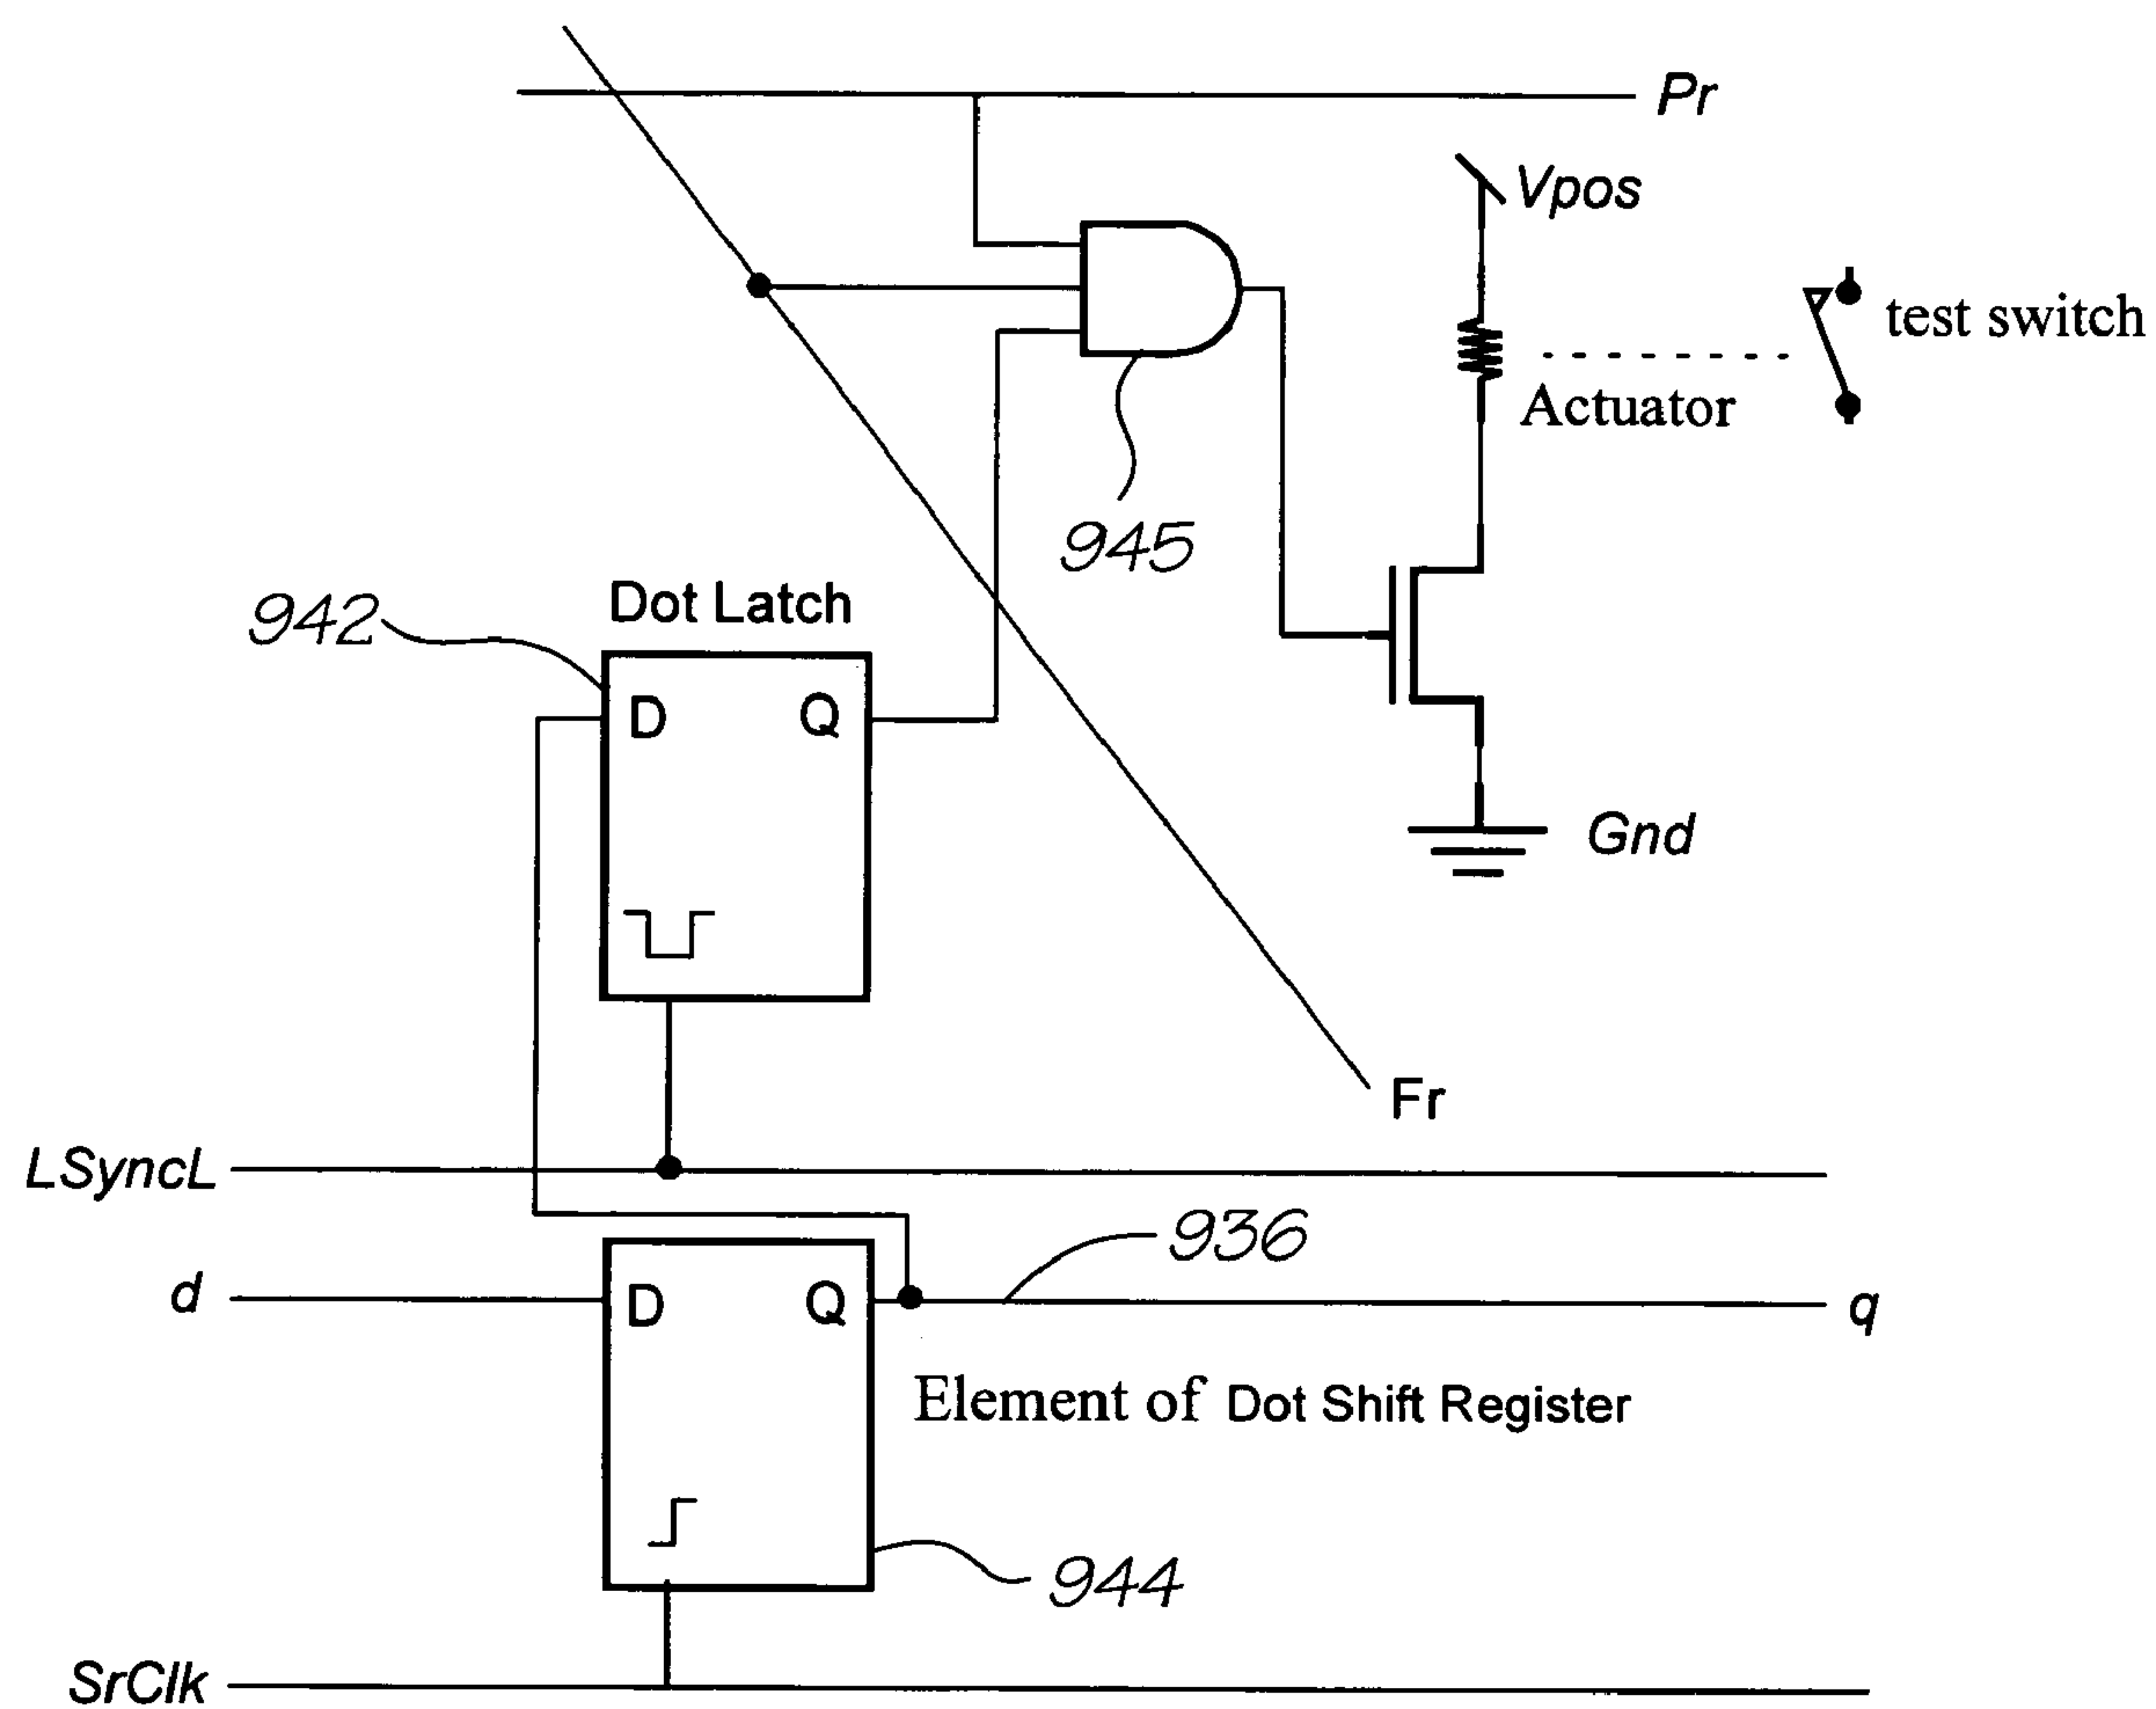 Pr
Vpos
test switch
Actuator
945
942
Dot Latch
D
Q
Gnd
Fr
LSyncL
936
d
D
Q
q
Element of Dot Shift Register
944
SrClk